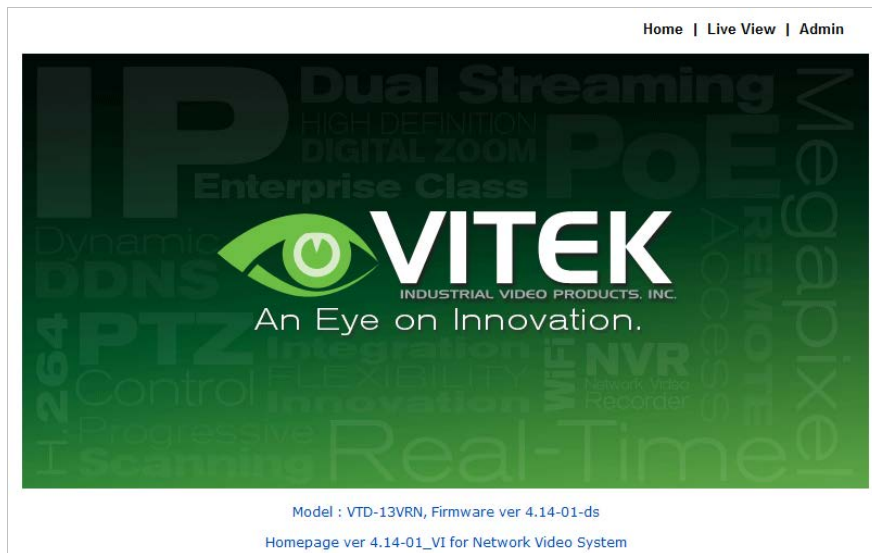 Home | Live View | Admin
IP
Dual Streaming
HIGH DEFINITION
DIGITAL ZOOM
PoE
Enterprise Class
Megapixel
Dynamic
DDNS
Access
REMOTE
VITEK
INDUSTRIAL VIDEO PRODUCTS, INC.
An Eye on Innovation.
H.264
PTZ
Control
Integration
FLEXIBILITY
Innovation
WiFi
NVR
Network Video
Recorder
Progressive
Scanning
Real-Time
Model : VTD-13VRN, Firmware ver 4.14-01-ds
Homepage ver 4.14-01_VI for Network Video System